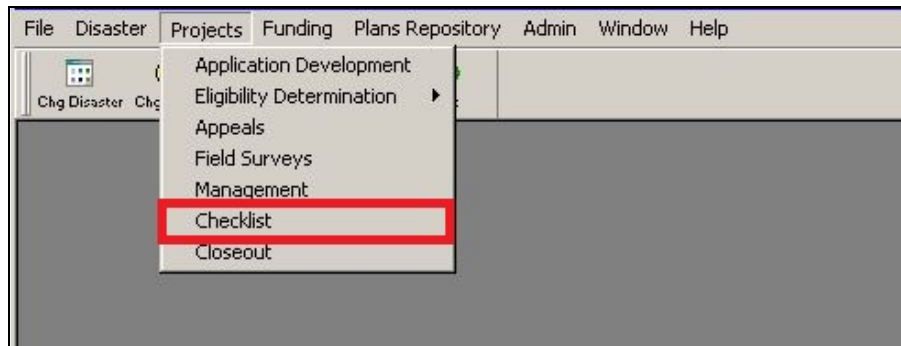 File Disaster Projects Funding Plans Repository Admin Window Help
Chg Disaster Chg
Application Development
Eligibility Determination
Appeals
Field Surveys
Management
Checklist
Closeout